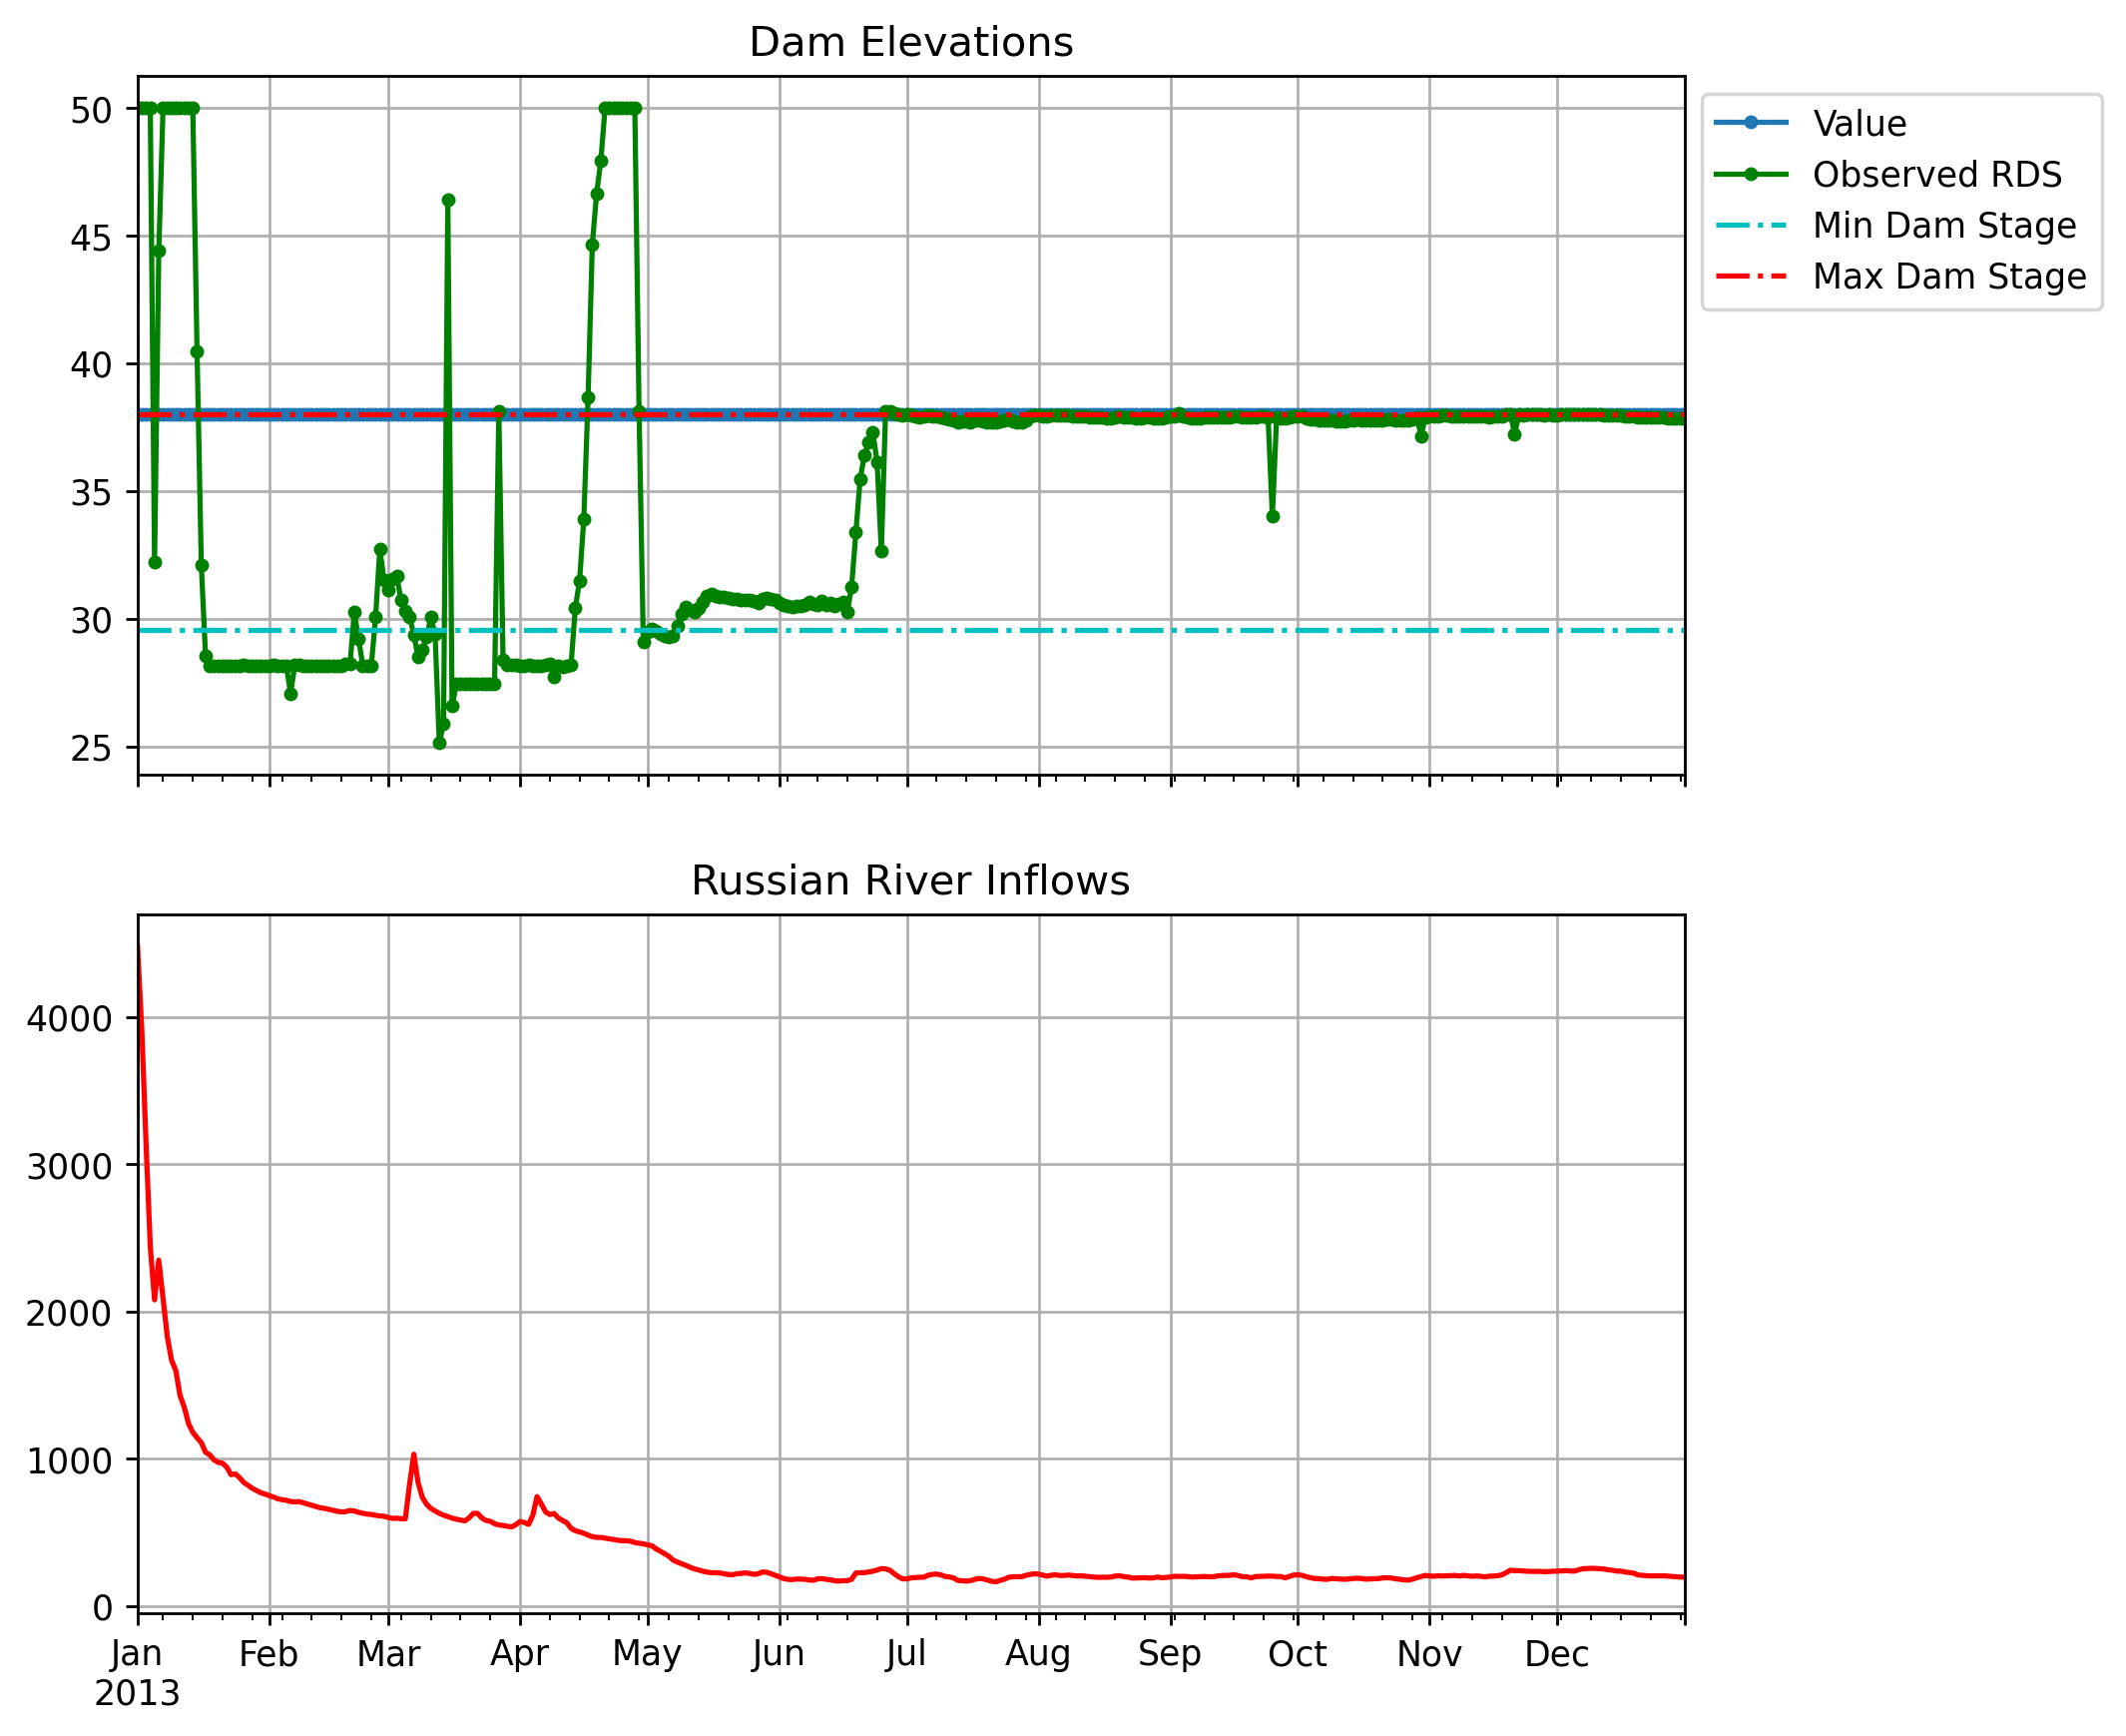 Dam Elevations
50
45
40
35
30
25
Value
Observed RDS
Min Dam Stage
Max Dam Stage
Russian River Inflows
4000
3000
2000
1000
0
Jan Feb Mar Apr May Jun Jul Aug Sep Oct Nov Dec
2013